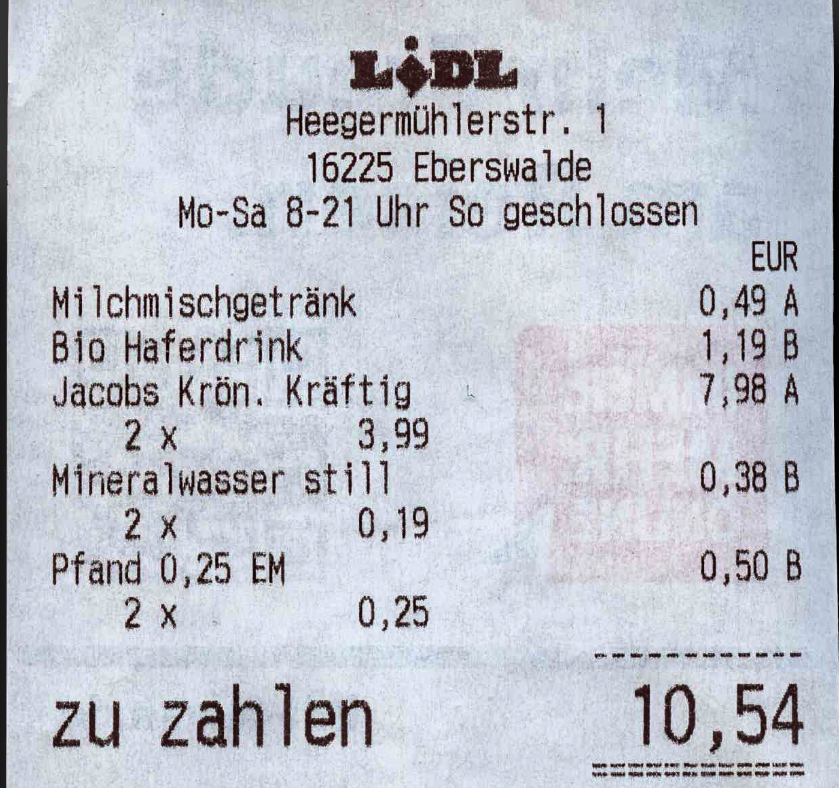 LiDL
Heegermühlerstr. 1
16225 Eberswalde
Mo-Sa 8-21 Uhr So geschlossen
EUR
Milchmischgetränk 0,49 A
Bio Haferdrink 1,19 B
Jacobs Krön. Kräftig 7,98 A
2 x 3,99
Mineralwasser still 0,38 B
2 x 0,19
Pfand 0,25 EM 0,50 B
2 x 0,25
zu zahlen 10,54